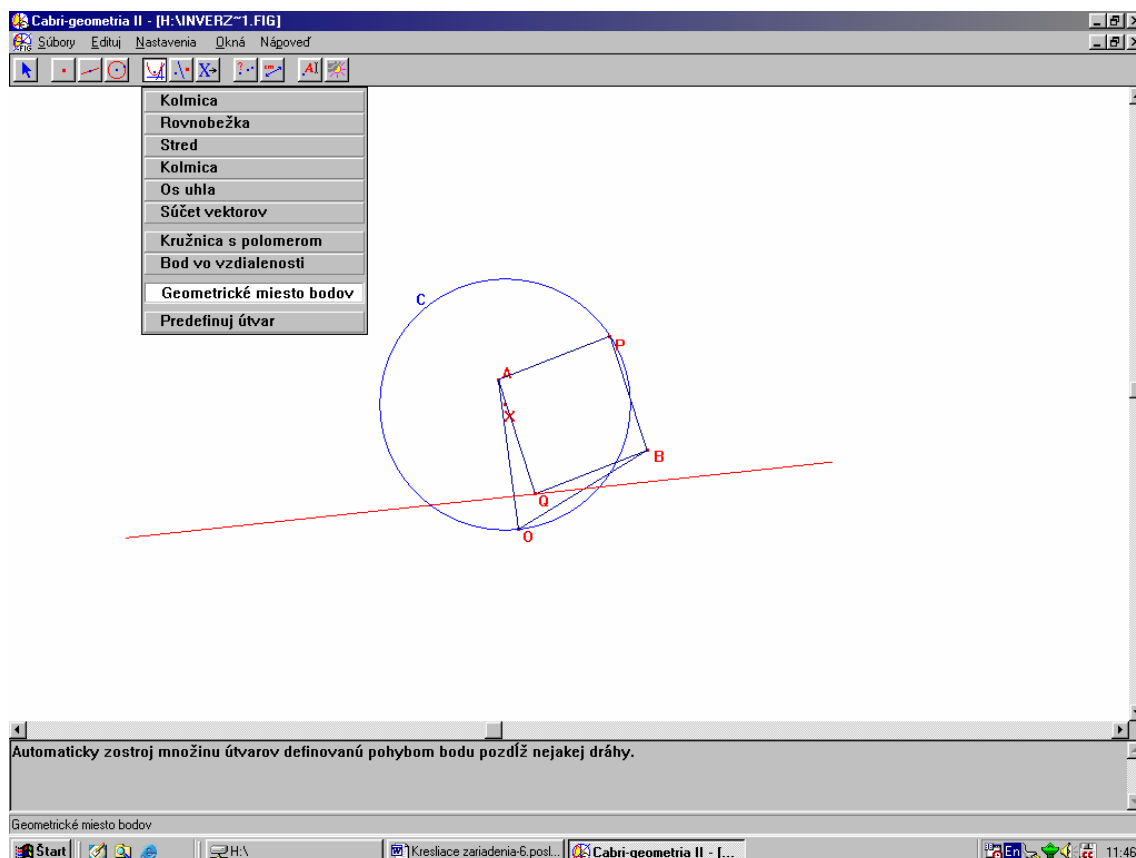 Cabri-geometria II - [H:\INVERZ~1.FIG]
Súbory Edituj Nastavenia Okná Nápoveď
Kolmica
Rovnobežka
Stred
Kolmica
Os uhla
Súčet vektorov
Kružnica s polomerom
Bod vo vzdialenosti
Geometrické miesto bodov
Predefinuj útvar
C
P
A
X
B
Q
O
Automaticky zostroj množinu útvarov definovanú pohybom bodu pozdĺž nejakej dráhy.
Geometrické miesto bodov
Štart H:\ Kresliace zariadenia-6.posl... Cabri-geometria II - [... En 11:46